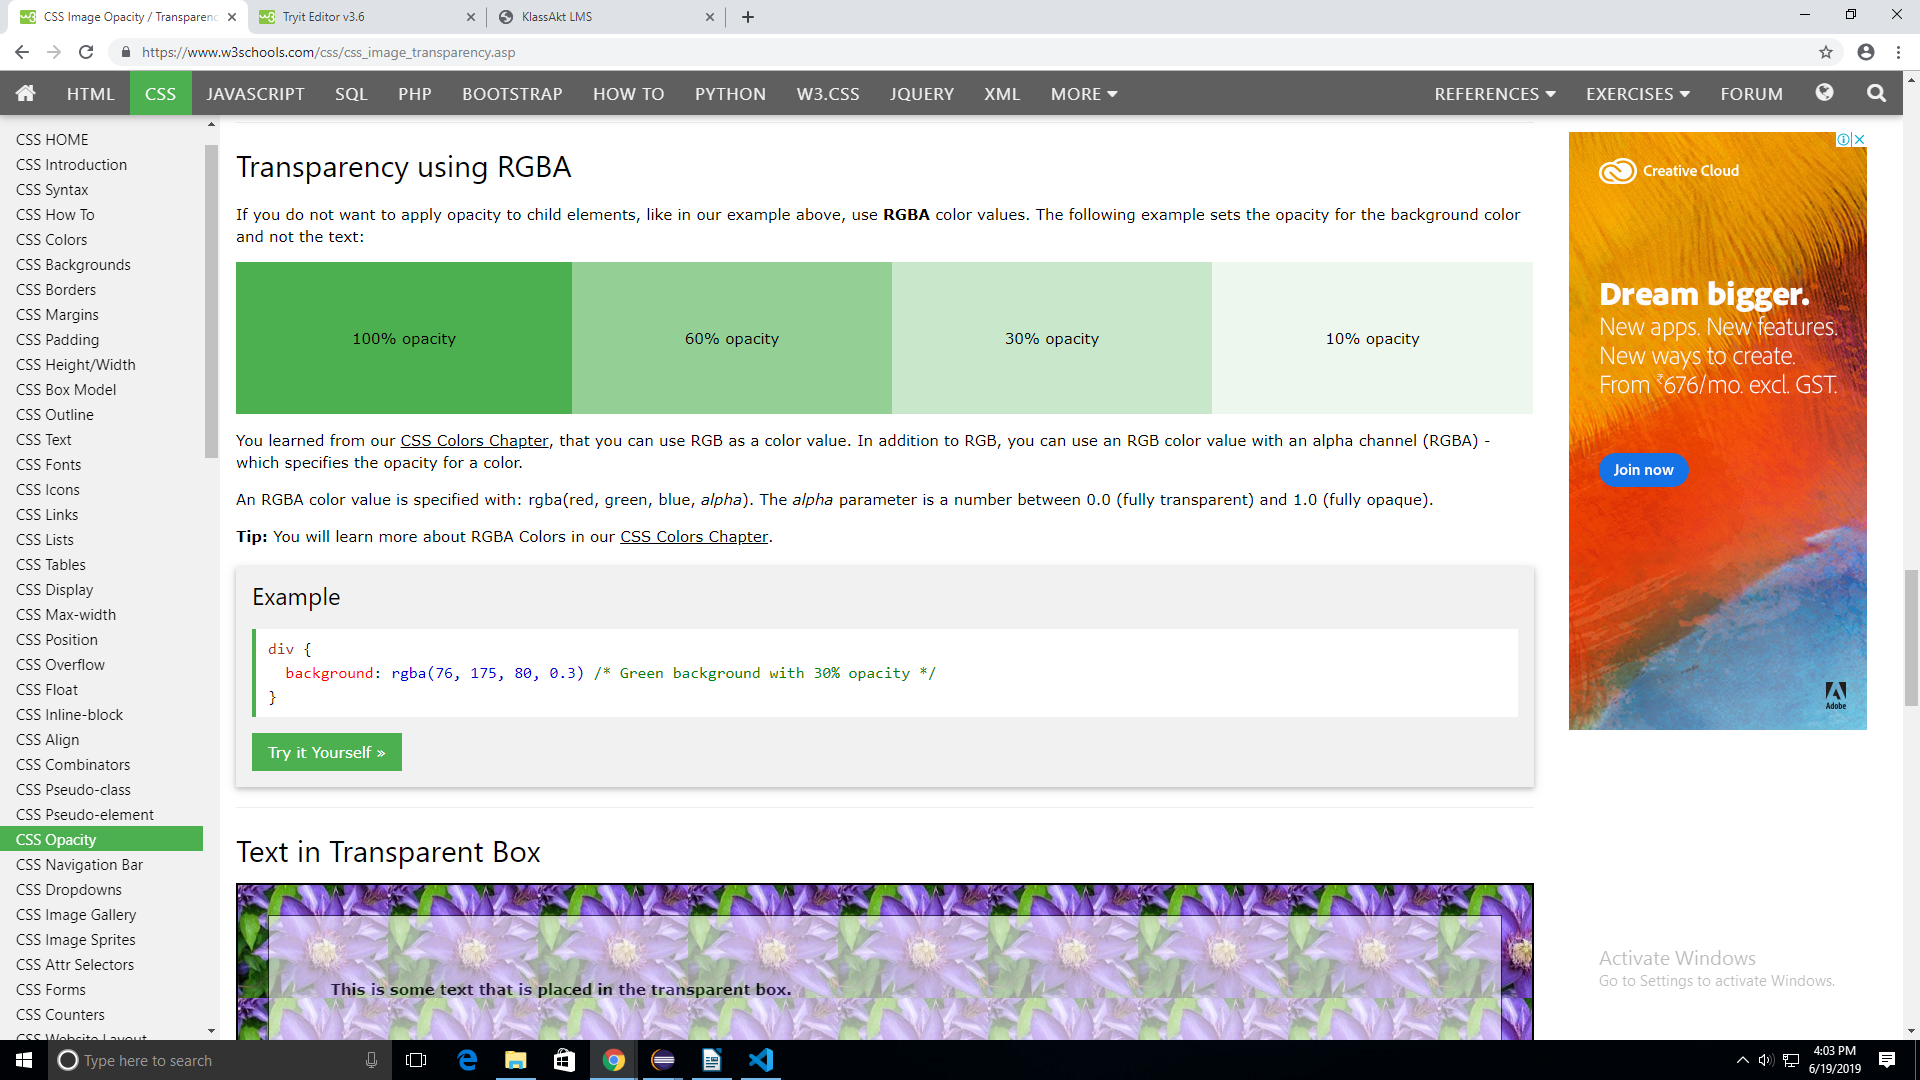 CSS Image Opacity / Transparenc
Tryit Editor v3.6
KlassAkt LMS
https://www.w3schools.com/css/css_image_transparency.asp
HTML CSS JAVASCRIPT SQL PHP BOOTSTRAP HOW TO PYTHON W3.CSS JQUERY XML MORE REFERENCES EXERCISES FORUM
CSS HOME
CSS Introduction
CSS Syntax
CSS How To
CSS Colors
CSS Backgrounds
CSS Borders
CSS Margins
CSS Padding
CSS Height/Width
CSS Box Model
CSS Outline
CSS Text
CSS Fonts
CSS Icons
CSS Links
CSS Lists
CSS Tables
CSS Display
CSS Max-width
CSS Position
CSS Overflow
CSS Float
CSS Inline-block
CSS Align
CSS Combinators
CSS Pseudo-class
CSS Pseudo-element
CSS Opacity
CSS Navigation Bar
CSS Dropdowns
CSS Image Gallery
CSS Image Sprites
CSS Attr Selectors
CSS Forms
CSS Counters
CSS Website Layout
Transparency using RGBA
If you do not want to apply opacity to child elements, like in our example above, use RGBA color values. The following example sets the opacity for the background color
and not the text:
100% opacity 60% opacity 30% opacity 10% opacity
You learned from our CSS Colors Chapter, that you can use RGB as a color value. In addition to RGB, you can use an RGB color value with an alpha channel (RGBA) -
which specifies the opacity for a color.
An RGBA color value is specified with: rgba(red, green, blue, alpha). The alpha parameter is a number between 0.0 (fully transparent) and 1.0 (fully opaque).
Tip: You will learn more about RGBA Colors in our CSS Colors Chapter.
Example
div {
background: rgba(76, 175, 80, 0.3) /* Green background with 30% opacity */
}
Try it Yourself »
Text in Transparent Box
This is some text that is placed in the transparent box.
Creative Cloud
Dream bigger.
New apps. New features.
New ways to create.
From ₹676/mo. excl. GST.
Join now
Adobe
Activate Windows
Go to Settings to activate Windows.
Type here to search
4:03 PM
6/19/2019